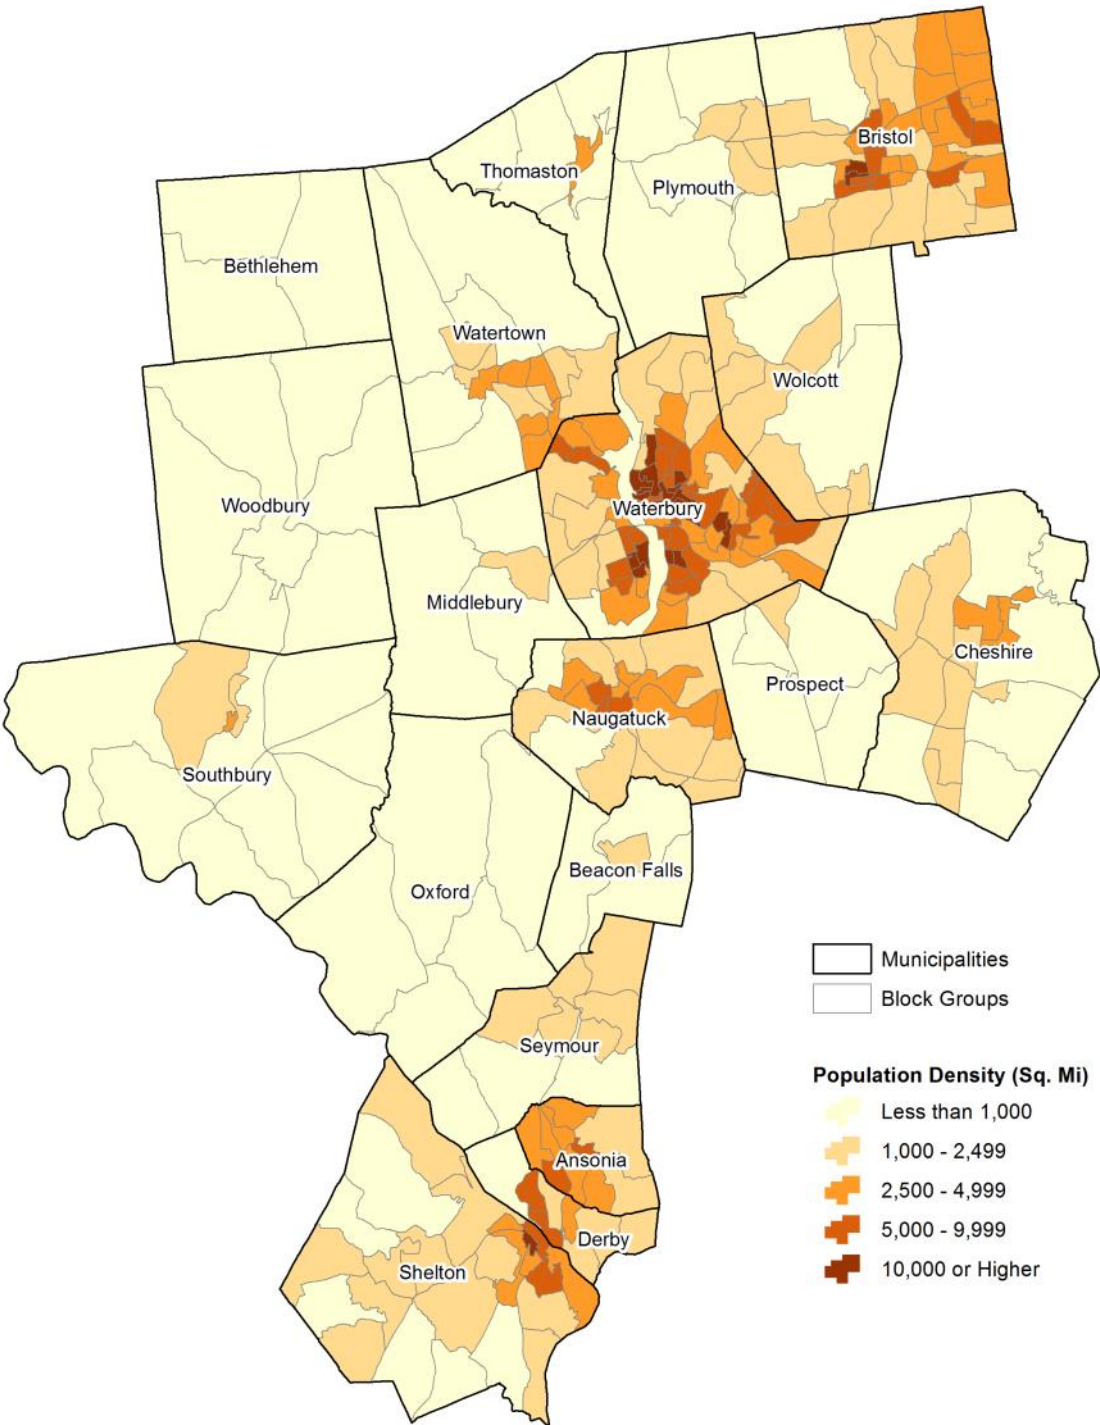 Bristol
Thomaston
Plymouth
Bethlehem
Watertown
Wolcott
Woodbury
Waterbury
Middlebury
Cheshire
Prospect
Naugatuck
Southbury
Beacon Falls
Oxford
Municipalities
Block Groups
Seymour
Population Density (Sq. Mi)
Less than 1,000
1,000 - 2,499
Ansonia
2,500 - 4,999
5,000 - 9,999
Derby
Shelton
10,000 or Higher